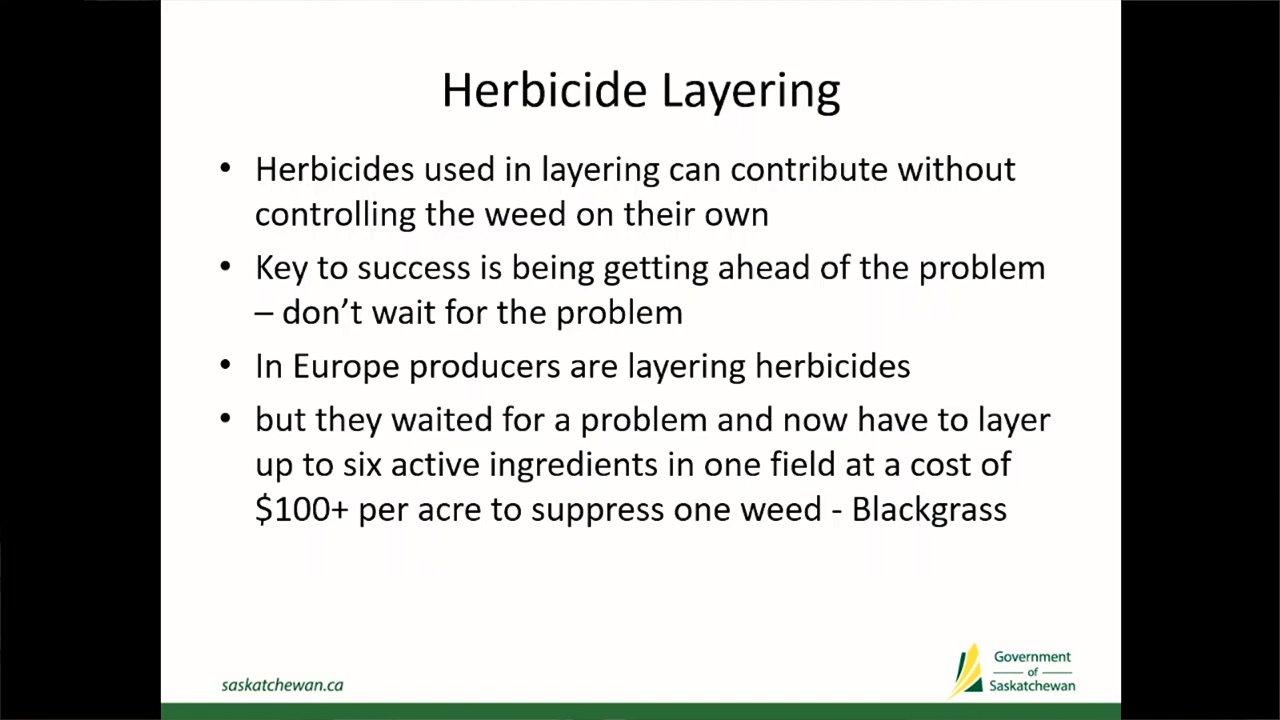 Herbicide Layering
• Herbicides used in layering can contribute without
controlling the weed on their own
• Key to success is being getting ahead of the problem
– don’t wait for the problem
• In Europe producers are layering herbicides
• but they waited for a problem and now have to layer
up to six active ingredients in one field at a cost of
$100+ per acre to suppress one weed - Blackgrass
saskatchewan.ca
Government
of
Saskatchewan